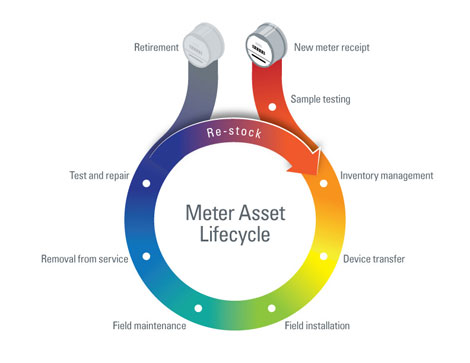 Retirement
New meter receipt
Sample testing
Re-stock
Test and repair
Inventory management
Meter Asset
Lifecycle
Removal from service
Device transfer
Field maintenance
Field installation